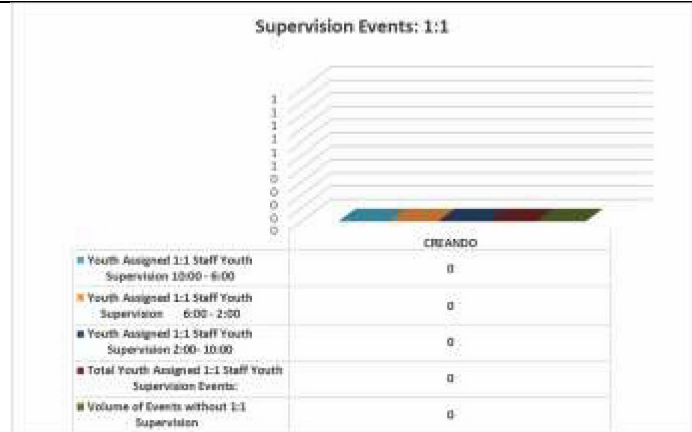 Supervision Events: 1:1
1
1
1
1
1
1
0
0
0
0
0
CREANDO
Youth Assigned 1:1 Staff Youth
Supervision 10:00 - 6:00
0
Youth Assigned 1:1 Staff Youth
Supervision 6:00 - 2:00
0
Youth Assigned 1:1 Staff Youth
Supervision 2:00- 10:00
0
Total Youth Assigned 1:1 Staff Youth
Supervision Events:
0
Volume of Events without 1:1
Supervision
0